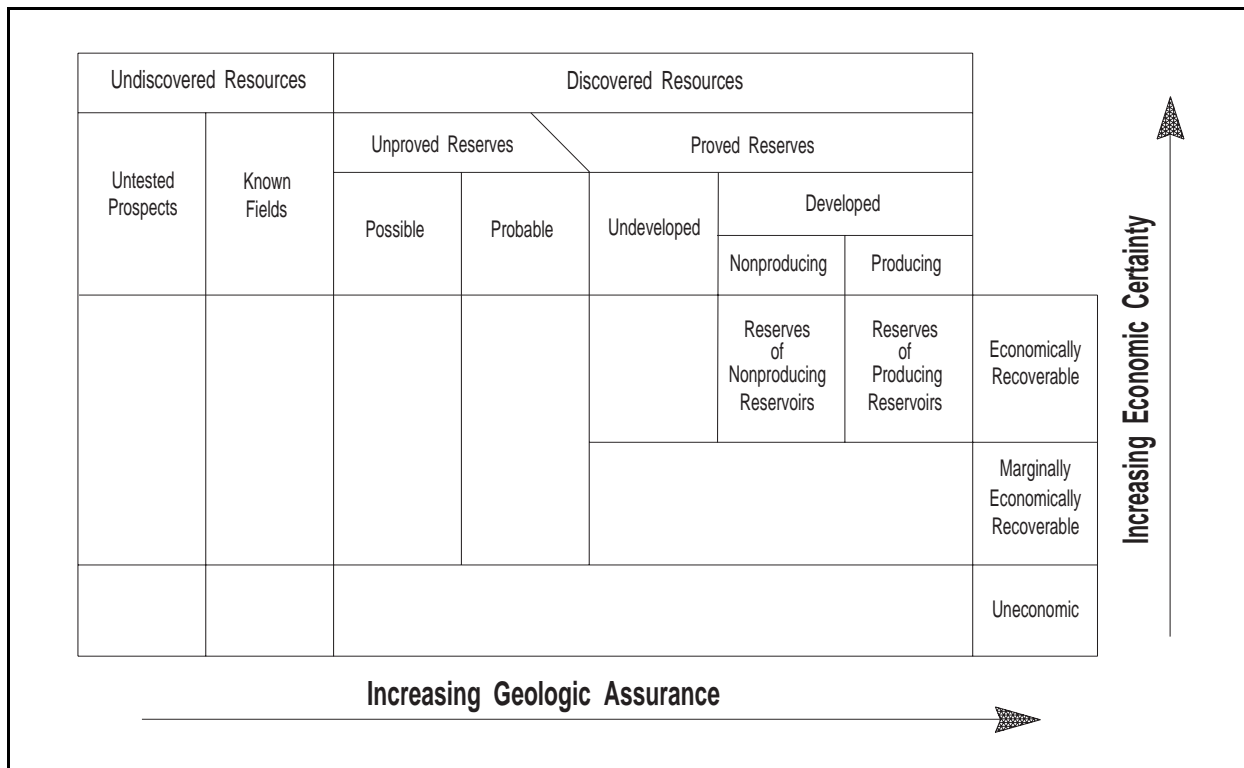 Undiscovered Resources
Discovered Resources
Unproved Reserves
Proved Reserves
Untested
Prospects
Known
Fields
Possible
Probable
Undeveloped
Developed
Nonproducing
Producing
Reserves
of
Nonproducing
Reservoirs
Reserves
of
Producing
Reservoirs
Economically
Recoverable
Marginally
Economically
Recoverable
Uneconomic
Increasing Economic Certainty
Increasing Geologic Assurance